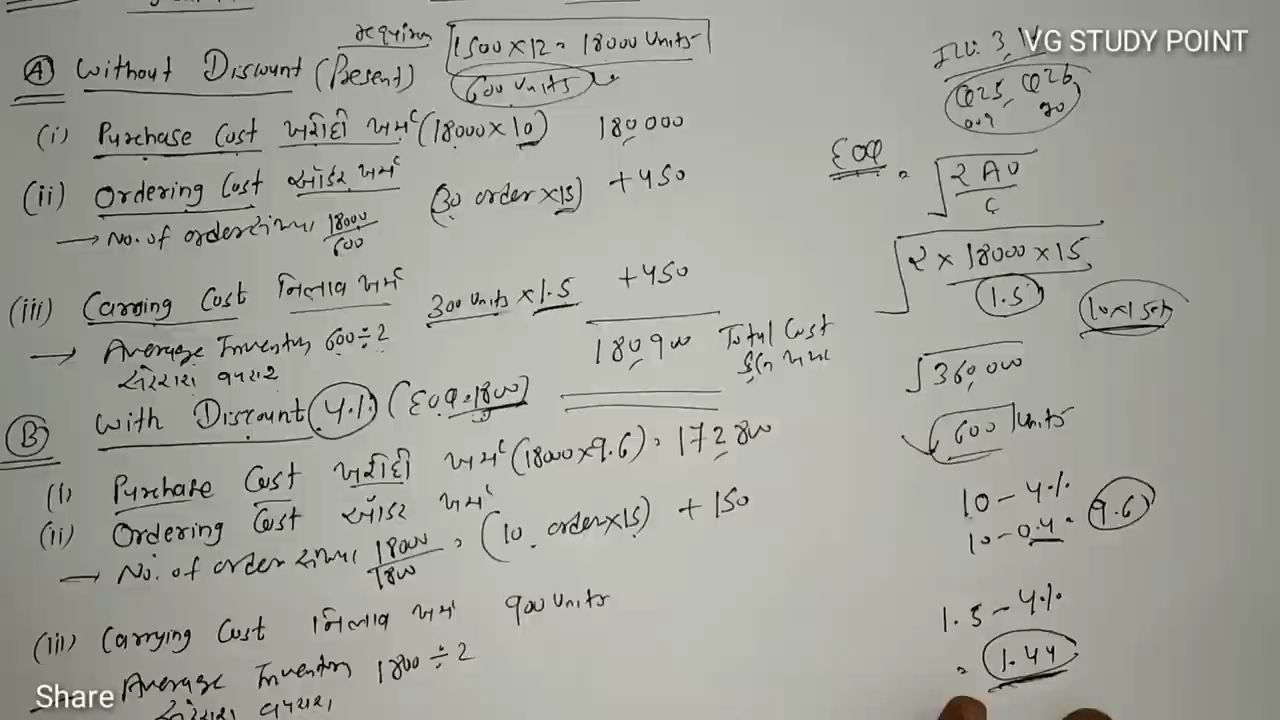 VG STUDY POINT
(A) Without Discount (Present) 1500 × 12 = 18000 Units
600 Units
(i) Purchase Cost ખરીદી ખર્ચ (18000 × 10) 180000
(ii) Ordering Cost ઑર્ડર ખર્ચ (30 order × 15) + 450
→ No. of order સંખ્યા 18000/600
(iii) Carrying Cost નિભાવ ખર્ચ 300 Units × 1.5 + 450
→ Average Inventory 600 ÷ 2
180900 Total Cost
કુલ ખર્ચ
(B) With Discount 4% (EOQ = 1800)
(i) Purchase Cost ખરીદી ખર્ચ (18000 × 9.6) = 172800
(ii) Ordering Cost ઑર્ડર ખર્ચ
→ No. of order સંખ્યા 18000/1800 = (10 order × 15) + 150
(iii) Carrying Cost નિભાવ ખર્ચ 900 Units
Average Inventory 1800 ÷ 2
EOQ = √2AO/C
√2 × 18000 × 15/1.5
√360000
600 Units
10 - 4%
10 - 0.4 = 9.6
1.5 - 4%
= 1.44
Share